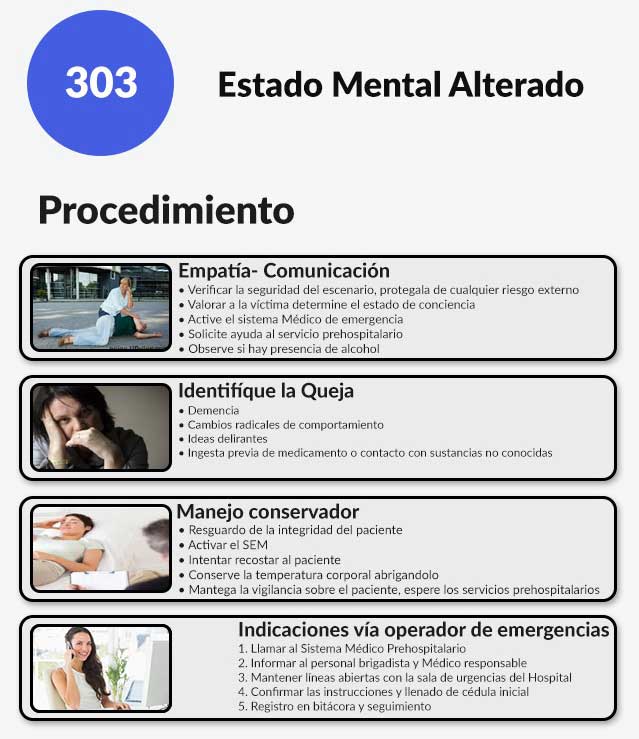 303
Estado Mental Alterado
Procedimiento
Empatía- Comunicación
• Verificar la seguridad del escenario, protegala de cualquier riesgo externo
• Valorar a la víctima determine el estado de conciencia
• Active el sistema Médico de emergencia
• Solicite ayuda al servicio prehospitalario
• Observe si hay presencia de alcohol
Identifíque la Queja
• Demencia
• Cambios radicales de comportamiento
• Ideas delirantes
• Ingesta previa de medicamento o contacto con sustancias no conocidas
Manejo conservador
• Resguardo de la integridad del paciente
• Activar el SEM
• Intentar recostar al paciente
• Conserve la temperatura corporal abrigandolo
• Mantega la vigilancia sobre el paciente, espere los servicios prehospitalarios
Indicaciones vía operador de emergencias
1. Llamar al Sistema Médico Prehospitalario
2. Informar al personal brigadista y Médico responsable
3. Mantener líneas abiertas con la sala de urgencias del Hospital
4. Confirmar las instrucciones y llenado de cédula inicial
5. Registro en bitácora y seguimiento